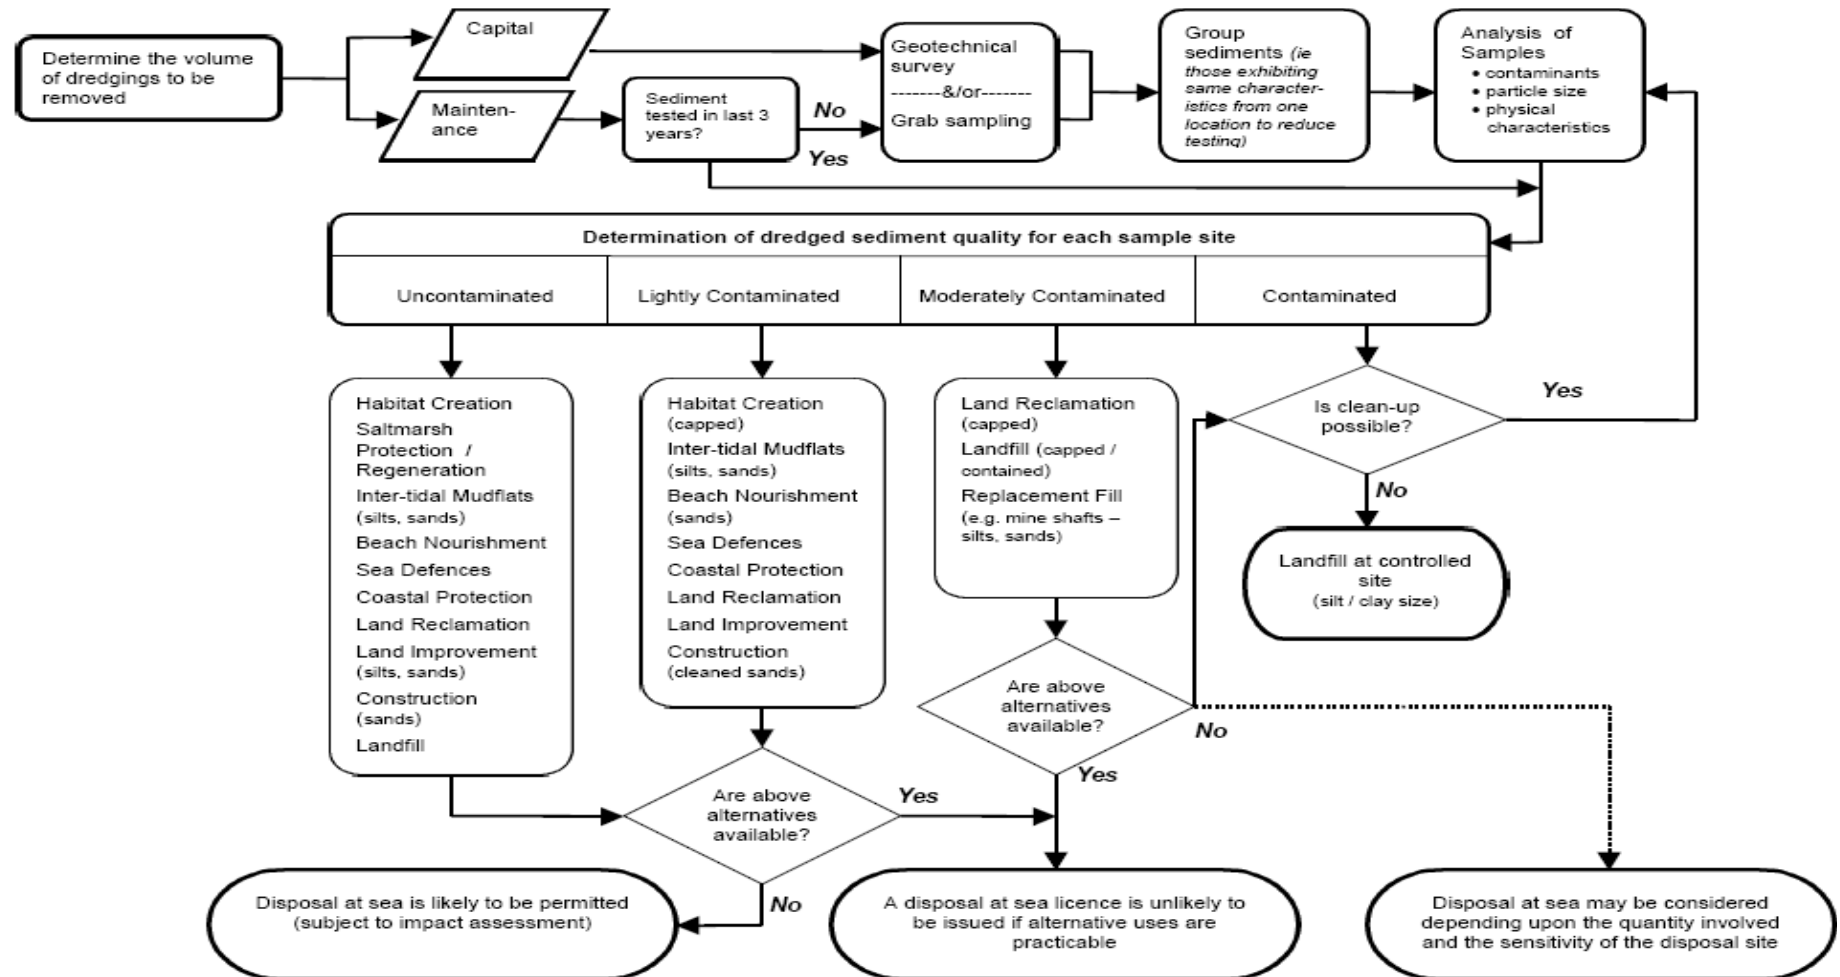 Determine the volume
of dredgings to be
removed
Capital
Mainten-
ance
Sediment
tested in last 3
years?
No
Yes
Geotechnical
survey
-------&/or-------
Grab sampling
Group
sediments (ie
those exhibiting
same character-
istics from one
location to reduce
testing)
Analysis of
Samples
• contaminants
• particle size
• physical
characteristics
Determination of dredged sediment quality for each sample site
Uncontaminated
Lightly Contaminated
Moderately Contaminated
Contaminated
Habitat Creation
Saltmarsh
Protection /
Regeneration
Inter-tidal Mudflats
(silts, sands)
Beach Nourishment
Sea Defences
Coastal Protection
Land Reclamation
Land Improvement
(silts, sands)
Construction
(sands)
Landfill
Habitat Creation
(capped)
Inter-tidal Mudflats
(silts, sands)
Beach Nourishment
(sands)
Sea Defences
Coastal Protection
Land Reclamation
Land Improvement
Construction
(cleaned sands)
Land Reclamation
(capped)
Landfill (capped /
contained)
Replacement Fill
(e.g. mine shafts –
silts, sands)
Is clean-up
possible?
Yes
No
Landfill at controlled
site
(silt / clay size)
Are above
alternatives
available?
No
Yes
Are above
alternatives
available?
Yes
No
Disposal at sea is likely to be permitted
(subject to impact assessment)
A disposal at sea licence is unlikely to
be issued if alternative uses are
practicable
Disposal at sea may be considered
depending upon the quantity involved
and the sensitivity of the disposal site